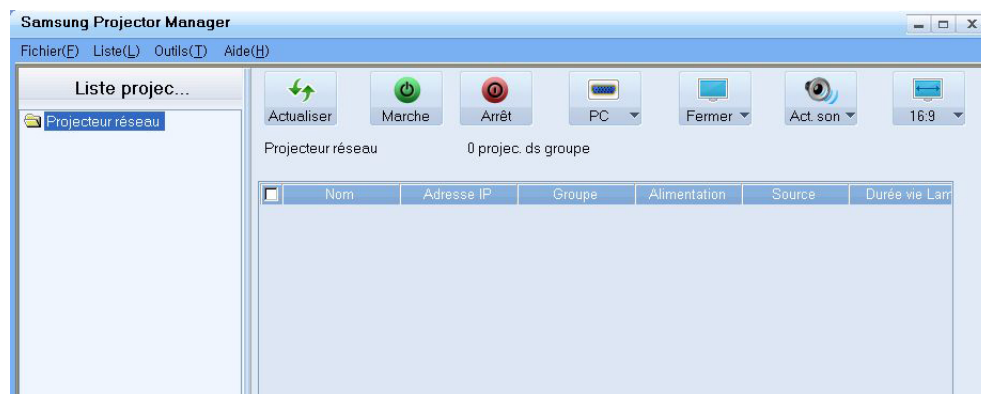 Samsung Projector Manager
Fichier(F) Liste(L) Outils(T) Aide(H)
Liste projec...
Projecteur réseau
Actualiser Marche Arrêt PC Fermer Act. son 16:9
Projecteur réseau 0 projec. ds groupe
Nom Adresse IP Groupe Alimentation Source Durée vie Lam